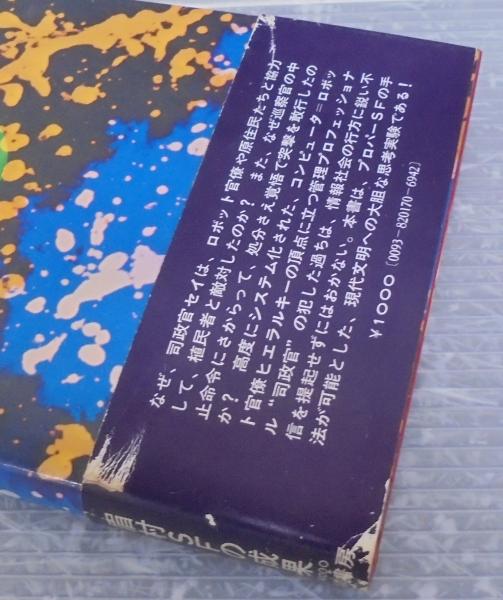 なぜ、司政官セイは、ロボット官僚や原住民たちと協力
して、植民者と敵対したのか？　また、なぜ巡察官の中
止命令にさからって、処分さえ覚悟で突撃を敢行したの
か？　高度にシステム化された、コンピューター＝ロボッ
ト官僚ヒエラルキーの頂点に立つ管理プロフェッショナ
ル〝司政官〟の犯した過ちは、情報社会の行方に鋭い不
信を提起せずにはおかない。本書は、プロパーＳＦの手
法が可能とした、現代文明への大胆な思考実験である！
￥1000〔0093－820170－6942〕
眉村ＳＦの成果
書房